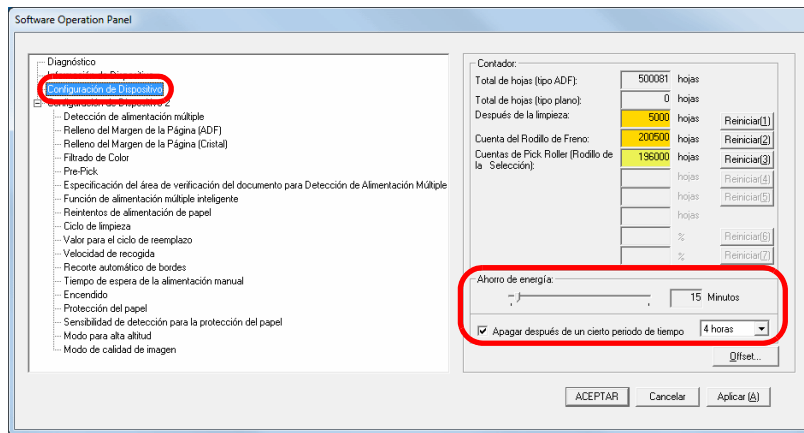 Software Operation Panel
Diagnóstico
Configuración de Dispositivo
Configuración de Dispositivo 2
Detección de alimentación múltiple
Relleno del Margen de la Página (ADF)
Relleno del Margen de la Página (Cristal)
Filtrado de Color
Pre-Pick
Especificación del área de verificación del documento para Detección de Alimentación Múltiple
Función de alimentación múltiple inteligente
Reintentos de alimentación de papel
Ciclo de limpieza
Valor para el ciclo de reemplazo
Velocidad de recogida
Recorte automático de bordes
Tiempo de espera de la alimentación manual
Encendido
Protección del papel
Sensibilidad de detección para la protección del papel
Modo para alta altitud
Modo de calidad de imagen
Contador:
Total de hojas (tipo ADF): 500081 hojas
Total de hojas (tipo plano): 0 hojas
Después de la limpieza: 5000 hojas Reiniciar(1)
Cuenta del Rodillo de Freno: 200500 hojas Reiniciar(2)
Cuentas de Pick Roller (Rodillo de la Selección): 196000 hojas Reiniciar(3)
hojas Reiniciar(4)
hojas Reiniciar(5)
hojas
% Reiniciar(6)
% Reiniciar(7)
Ahorro de energía:
15 Minutos
Apagar después de un cierto periodo de tiempo 4 horas
Offset...
ACEPTAR Cancelar Aplicar (A)